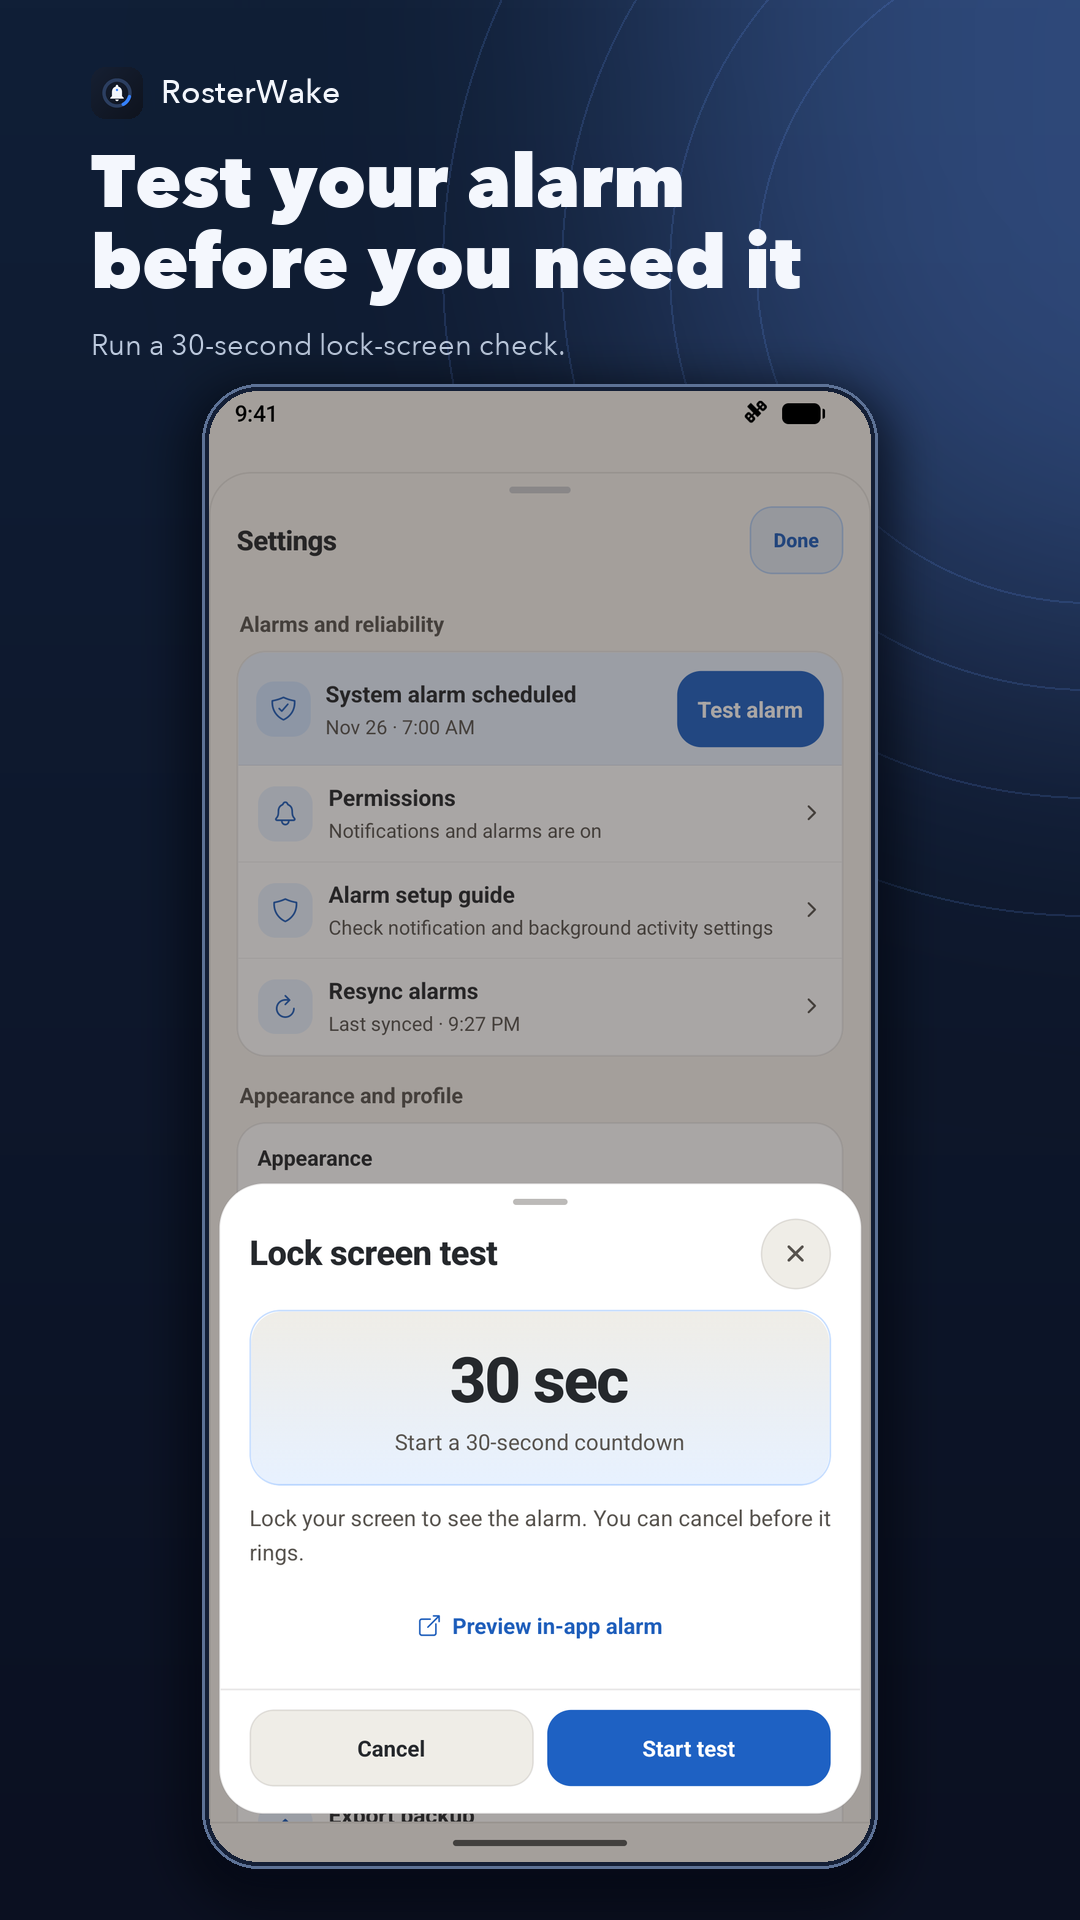 RosterWake
Test your alarm
before you need it
Run a 30-second lock-screen check.
9:41
Settings
Done
Alarms and reliability
System alarm scheduled
Nov 26 · 7:00 AM
Test alarm
Permissions
Notifications and alarms are on
Alarm setup guide
Check notification and background activity settings
Resync alarms
Last synced · 9:27 PM
Appearance and profile
Appearance
Lock screen test
30 sec
Start a 30-second countdown
Lock your screen to see the alarm. You can cancel before it
rings.
Preview in-app alarm
Cancel
Start test
Export backup